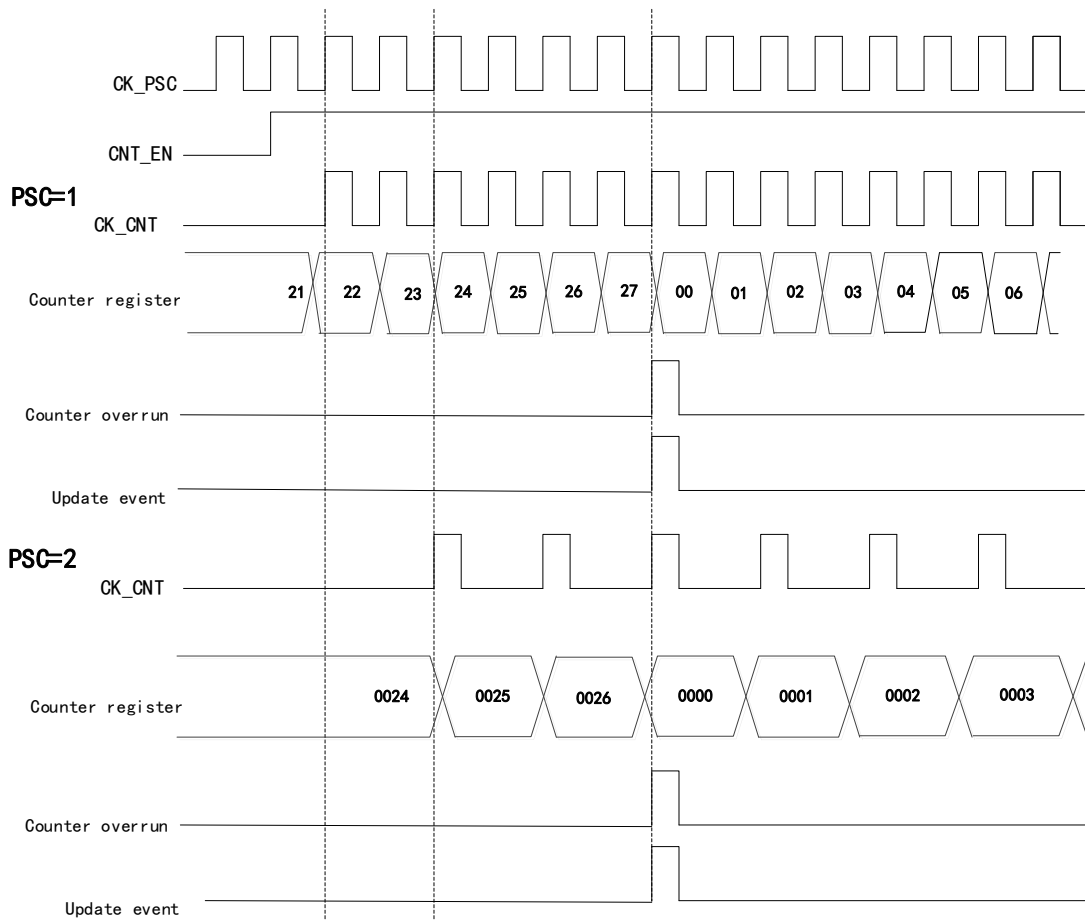 CK_PSC
CNT_EN
PSC=1
CK_CNT
Counter register 21 22 23 24 25 26 27 00 01 02 03 04 05 06
Counter overrun
Update event
PSC=2
CK_CNT
Counter register 0024 0025 0026 0000 0001 0002 0003
Counter overrun
Update event